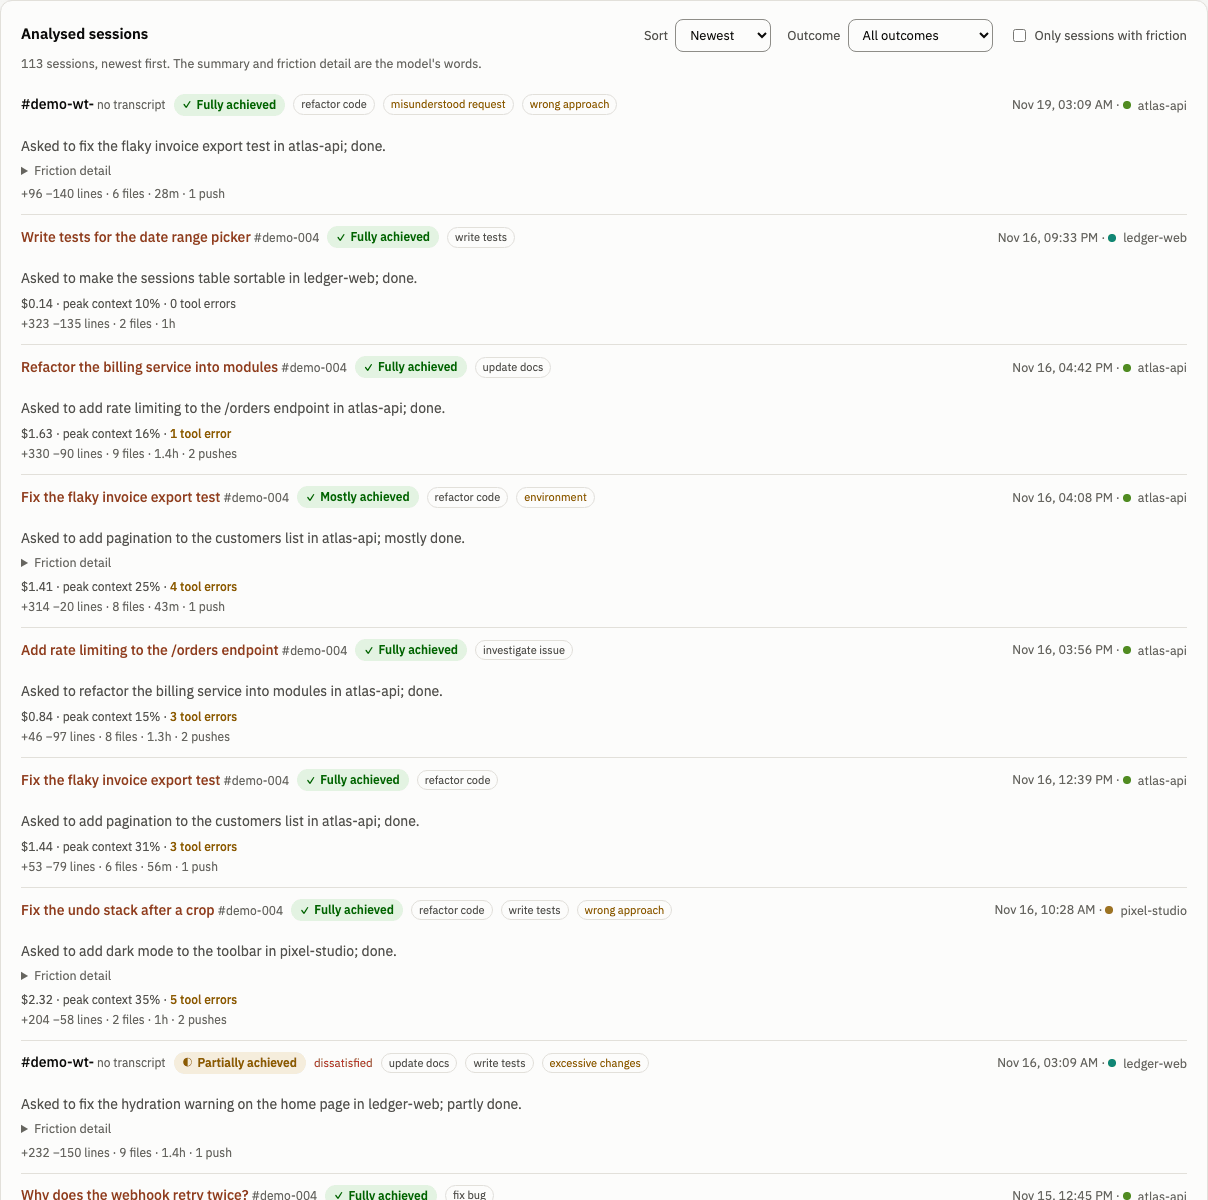 Analysed sessions Sort Newest Outcome All outcomes Only sessions with friction
113 sessions, newest first. The summary and friction detail are the model's words.
#demo-wt- no transcript ✓ Fully achieved refactor code misunderstood request wrong approach Nov 19, 03:09 AM · atlas-api
Asked to fix the flaky invoice export test in atlas-api; done.
▶ Friction detail
+96 −140 lines · 6 files · 28m · 1 push
Write tests for the date range picker #demo-004 ✓ Fully achieved write tests Nov 16, 09:33 PM · ledger-web
Asked to make the sessions table sortable in ledger-web; done.
$0.14 · peak context 10% · 0 tool errors
+323 −135 lines · 2 files · 1h
Refactor the billing service into modules #demo-004 ✓ Fully achieved update docs Nov 16, 04:42 PM · atlas-api
Asked to add rate limiting to the /orders endpoint in atlas-api; done.
$1.63 · peak context 16% · 1 tool error
+330 −90 lines · 9 files · 1.4h · 2 pushes
Fix the flaky invoice export test #demo-004 ✓ Mostly achieved refactor code environment Nov 16, 04:08 PM · atlas-api
Asked to add pagination to the customers list in atlas-api; mostly done.
▶ Friction detail
$1.41 · peak context 25% · 4 tool errors
+314 −20 lines · 8 files · 43m · 1 push
Add rate limiting to the /orders endpoint #demo-004 ✓ Fully achieved investigate issue Nov 16, 03:56 PM · atlas-api
Asked to refactor the billing service into modules in atlas-api; done.
$0.84 · peak context 15% · 3 tool errors
+46 −97 lines · 8 files · 1.3h · 2 pushes
Fix the flaky invoice export test #demo-004 ✓ Fully achieved refactor code Nov 16, 12:39 PM · atlas-api
Asked to add pagination to the customers list in atlas-api; done.
$1.44 · peak context 31% · 3 tool errors
+53 −79 lines · 6 files · 56m · 1 push
Fix the undo stack after a crop #demo-004 ✓ Fully achieved refactor code write tests wrong approach Nov 16, 10:28 AM · pixel-studio
Asked to add dark mode to the toolbar in pixel-studio; done.
▶ Friction detail
$2.32 · peak context 35% · 5 tool errors
+204 −58 lines · 2 files · 1h · 2 pushes
#demo-wt- no transcript Partially achieved dissatisfied update docs write tests excessive changes Nov 16, 03:09 AM · ledger-web
Asked to fix the hydration warning on the home page in ledger-web; partly done.
▶ Friction detail
+232 −150 lines · 9 files · 1.4h · 1 push
Why does the webhook retry twice? #demo-004 ✓ Fully achieved fix bug Nov 15, 12:45 PM · atlas-api